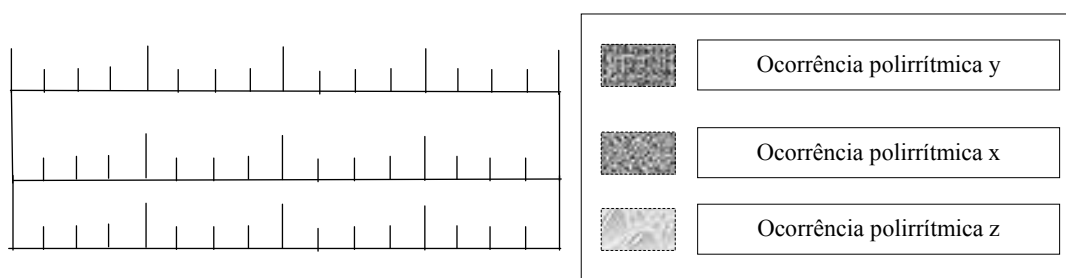 Ocorrência polirrítmica y
Ocorrência polirrítmica x
Ocorrência polirrítmica z